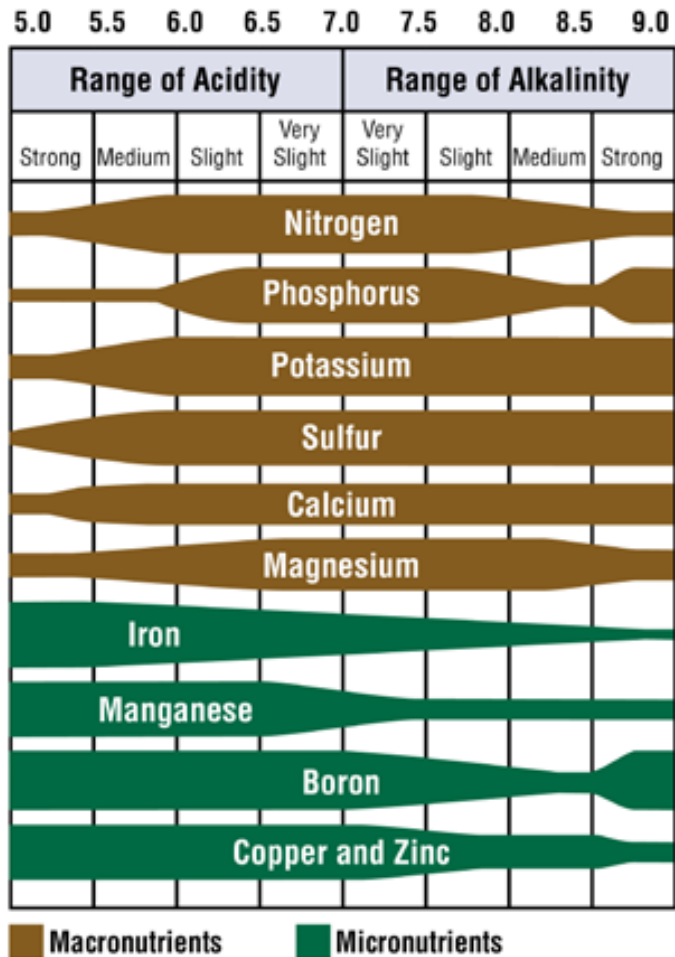 5.0 5.5 6.0 6.5 7.0 7.5 8.0 8.5 9.0
Range of Acidity Range of Alkalinity
Strong Medium Slight Very Slight Very Slight Slight Medium Strong
Nitrogen
Phosphorus
Potassium
Sulfur
Calcium
Magnesium
Iron
Manganese
Boron
Copper and Zinc
Macronutrients Micronutrients